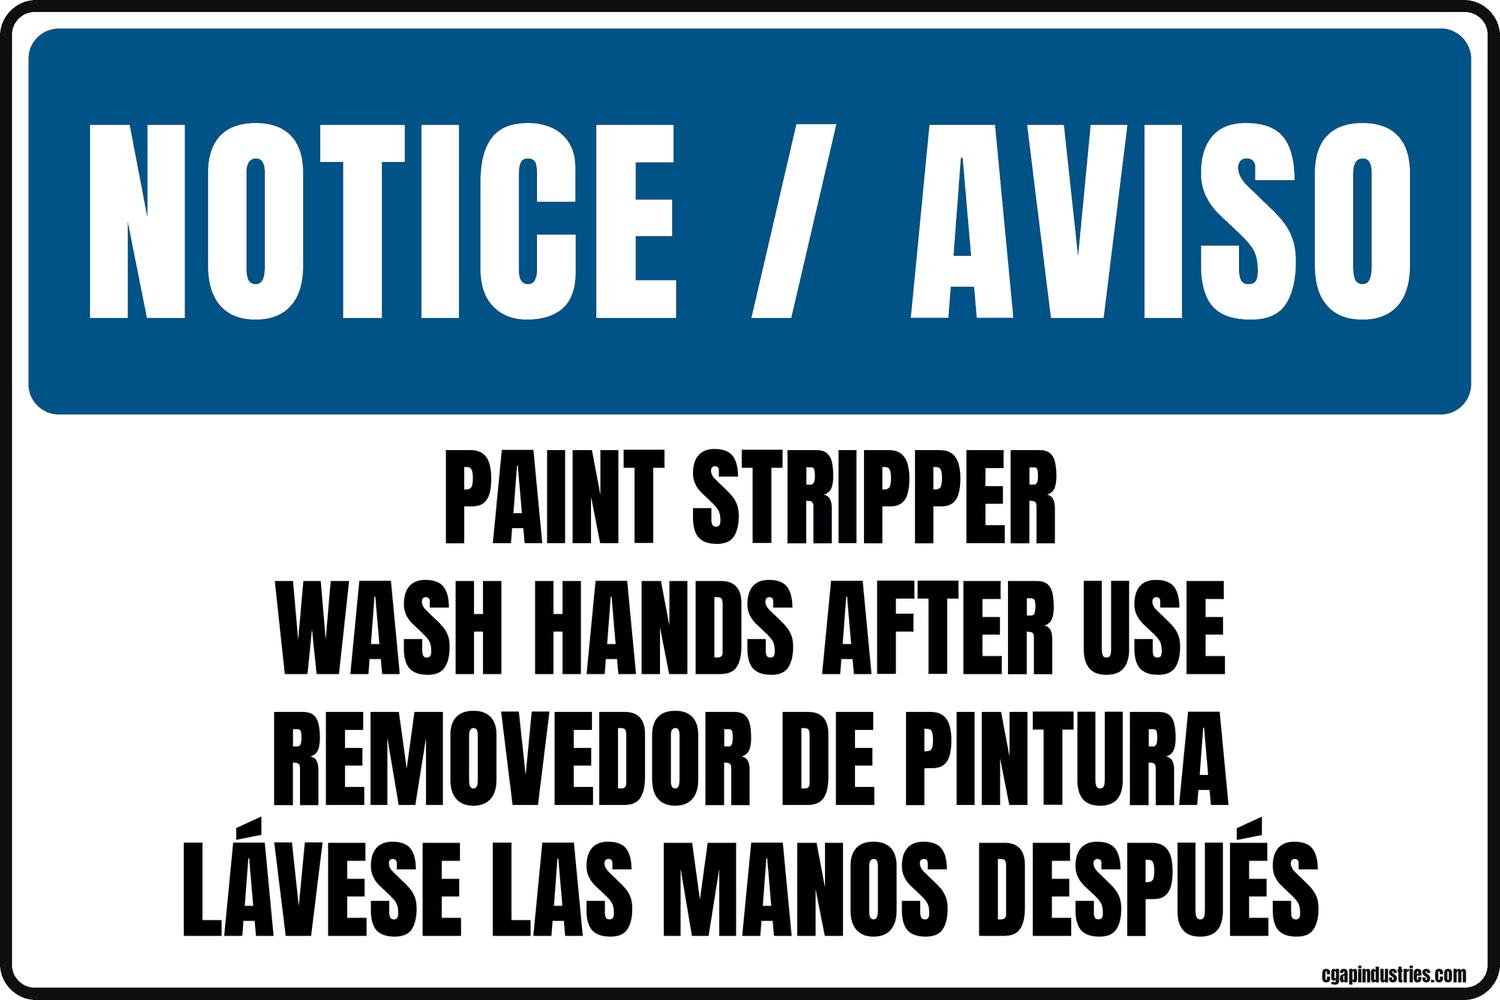 NOTICE / AVISO
PAINT STRIPPER
WASH HANDS AFTER USE
REMOVEDOR DE PINTURA
LÁVESE LAS MANOS DESPUÉS
cgapindustries.com